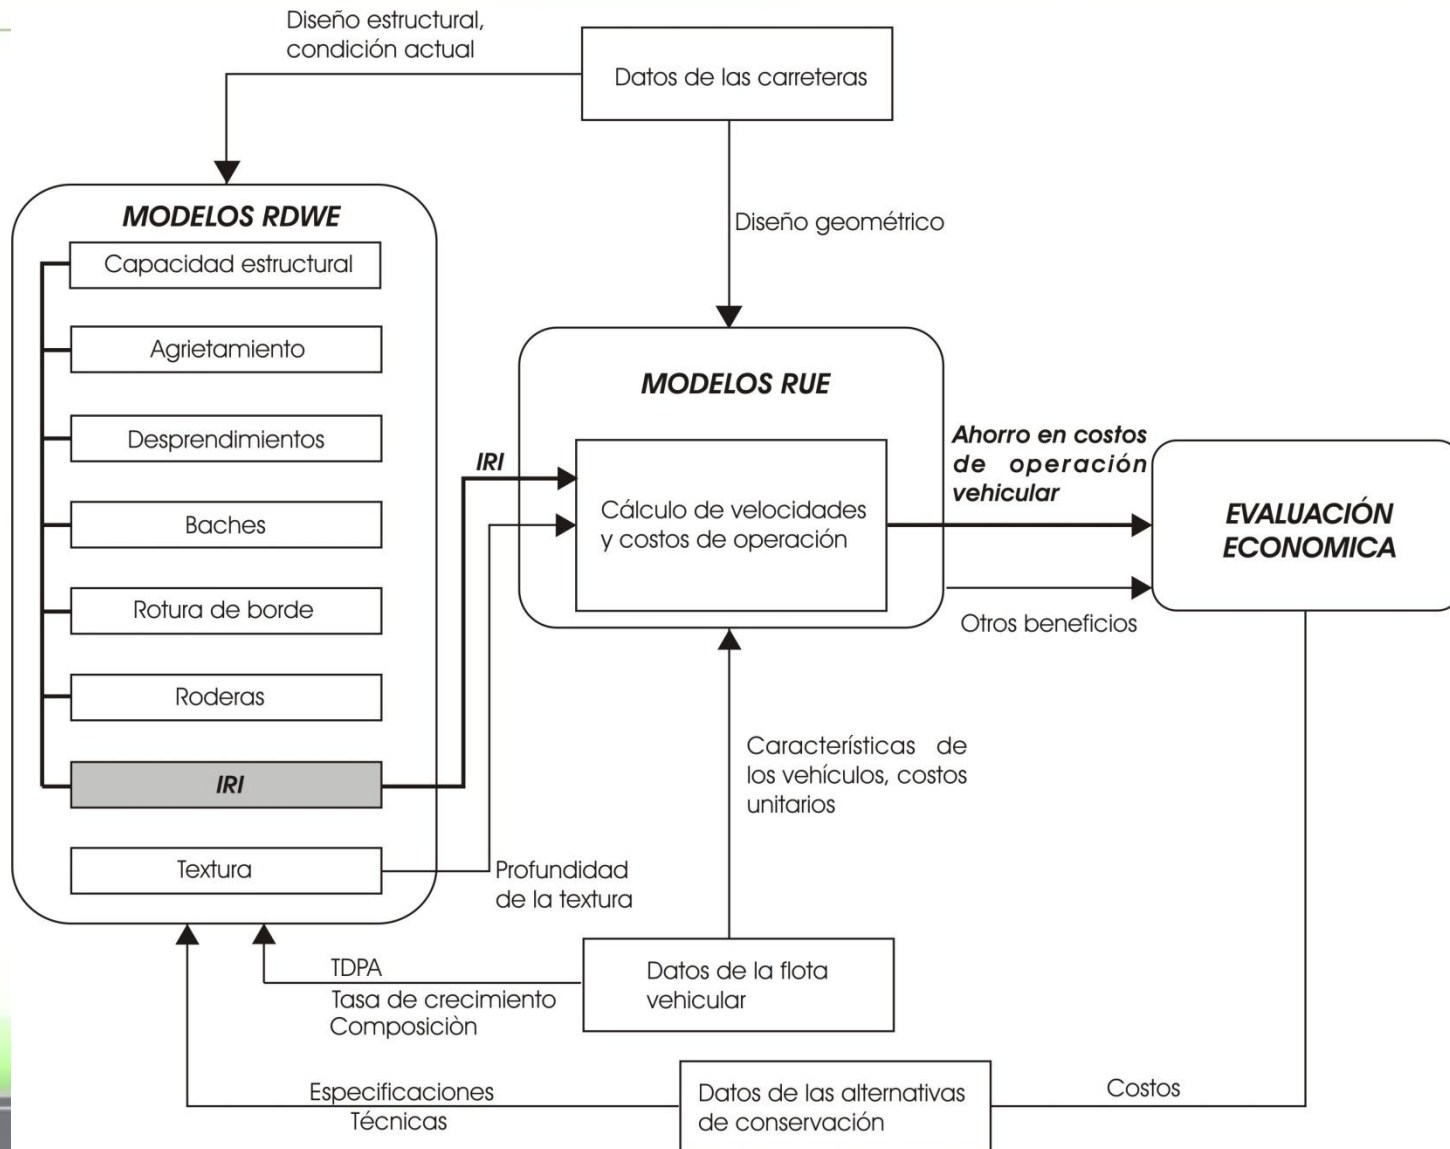 Diseño estructural,
condición actual
Datos de las carreteras
MODELOS RDWE
Diseño geométrico
Capacidad estructural
Agrietamiento
Desprendimientos
Baches
Rotura de borde
Roderas
IRI
Textura
IRI
Profundidad
de la textura
MODELOS RUE
Cálculo de velocidades
y costos de operación
Ahorro en costos
de operación
vehicular
Otros beneficios
EVALUACIÓN
ECONOMICA
Características de
los vehículos, costos
unitarios
TDPA
Tasa de crecimiento
Composiciòn
Datos de la flota
vehicular
Especificaciones
Técnicas
Datos de las alternativas
de conservación
Costos